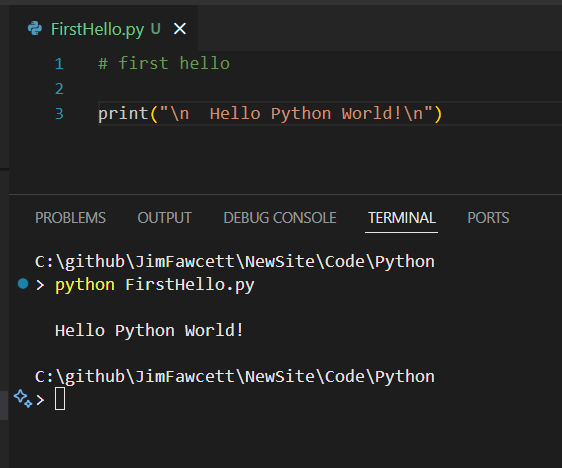 FirstHello.py U ×
1 # first hello
2
3 print("\n  Hello Python World!\n")
PROBLEMS OUTPUT DEBUG CONSOLE TERMINAL PORTS
C:\github\JimFawcett\NewSite\Code\Python
> python FirstHello.py
Hello Python World!
C:\github\JimFawcett\NewSite\Code\Python
>